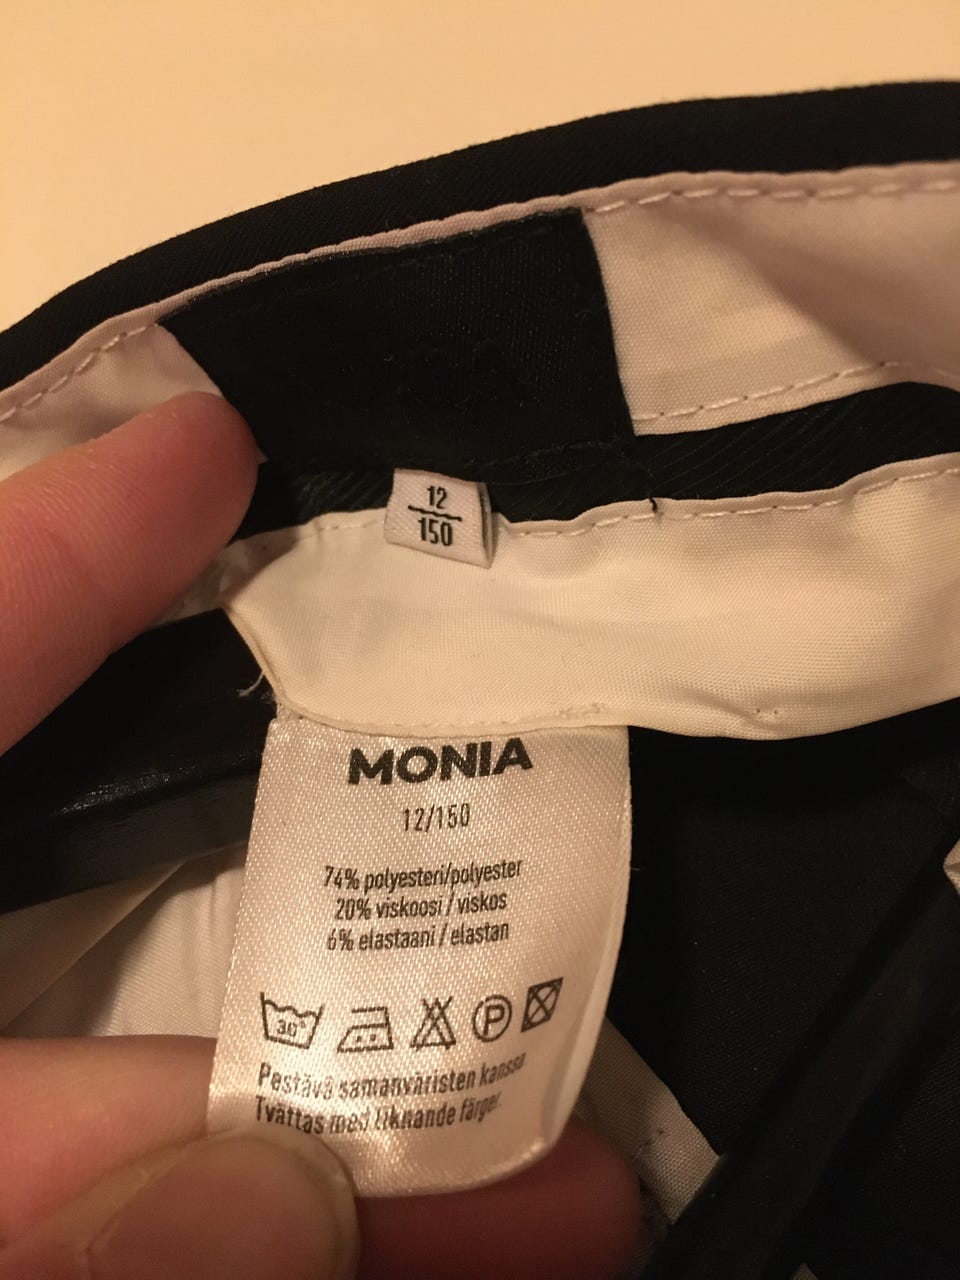 12
150
MONIA
12/150
74% polyesteri/polyester
20% viskoosi / viskos
6% elastaani / elastan
30°
P
Pestävä samanväristen kanssa.
Tvättas med liknande färger.